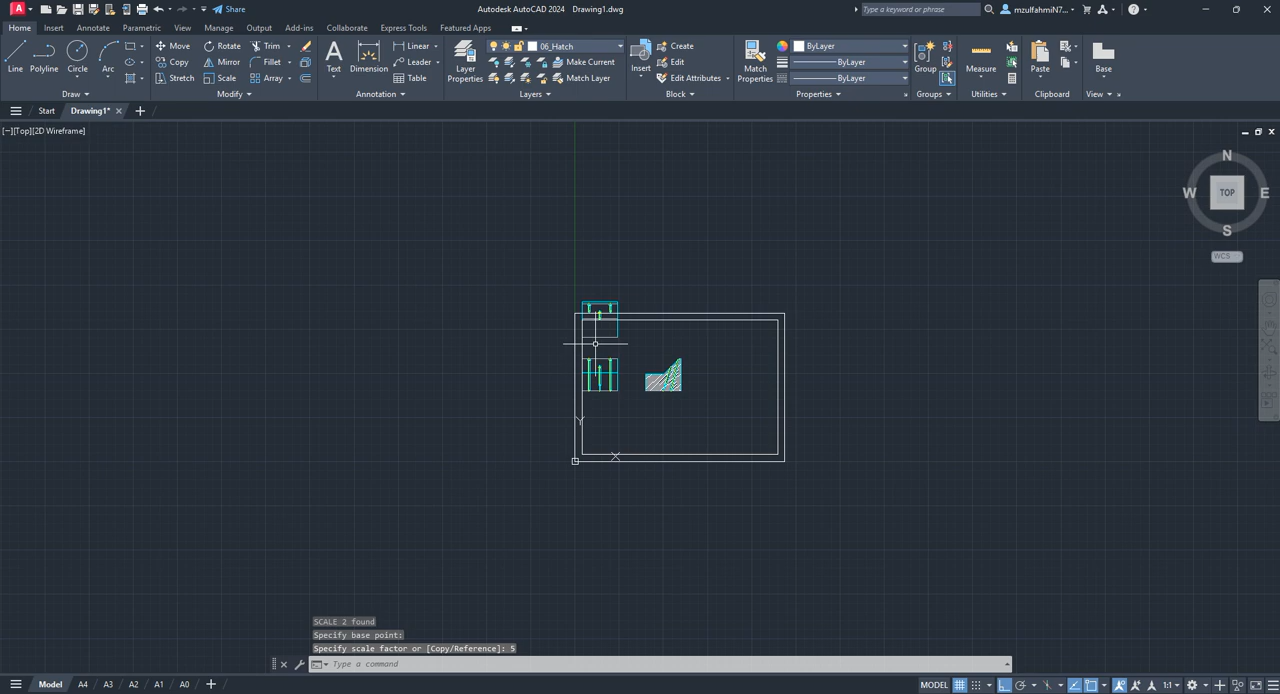 A CAD Share Autodesk AutoCAD 2024 Drawing1.dwg Type a keyword or phrase mzulfahmiN7... ?
Home Insert Annotate Parametric View Manage Output Add-ins Collaborate Express Tools Featured Apps
Line Polyline Circle Arc
Move Rotate Trim
Copy Mirror Fillet
Stretch Scale Array
Text Dimension
Linear
Leader
Table
Layer
Properties
06_Hatch
Make Current
Match Layer
Insert
Create
Edit
Edit Attributes
Match
Properties
ByLayer
ByLayer
ByLayer
Group
Measure
Paste
Base
Draw Modify Annotation Layers Block Properties Groups Utilities Clipboard View
Start Drawing1*
[−][Top][2D Wireframe]
N
W TOP E
S
WCS
Y
X
SCALE 2 found
Specify base point:
Specify scale factor or [Copy/Reference]: 5
Type a command
Model A4 A3 A2 A1 A0 MODEL 1:1